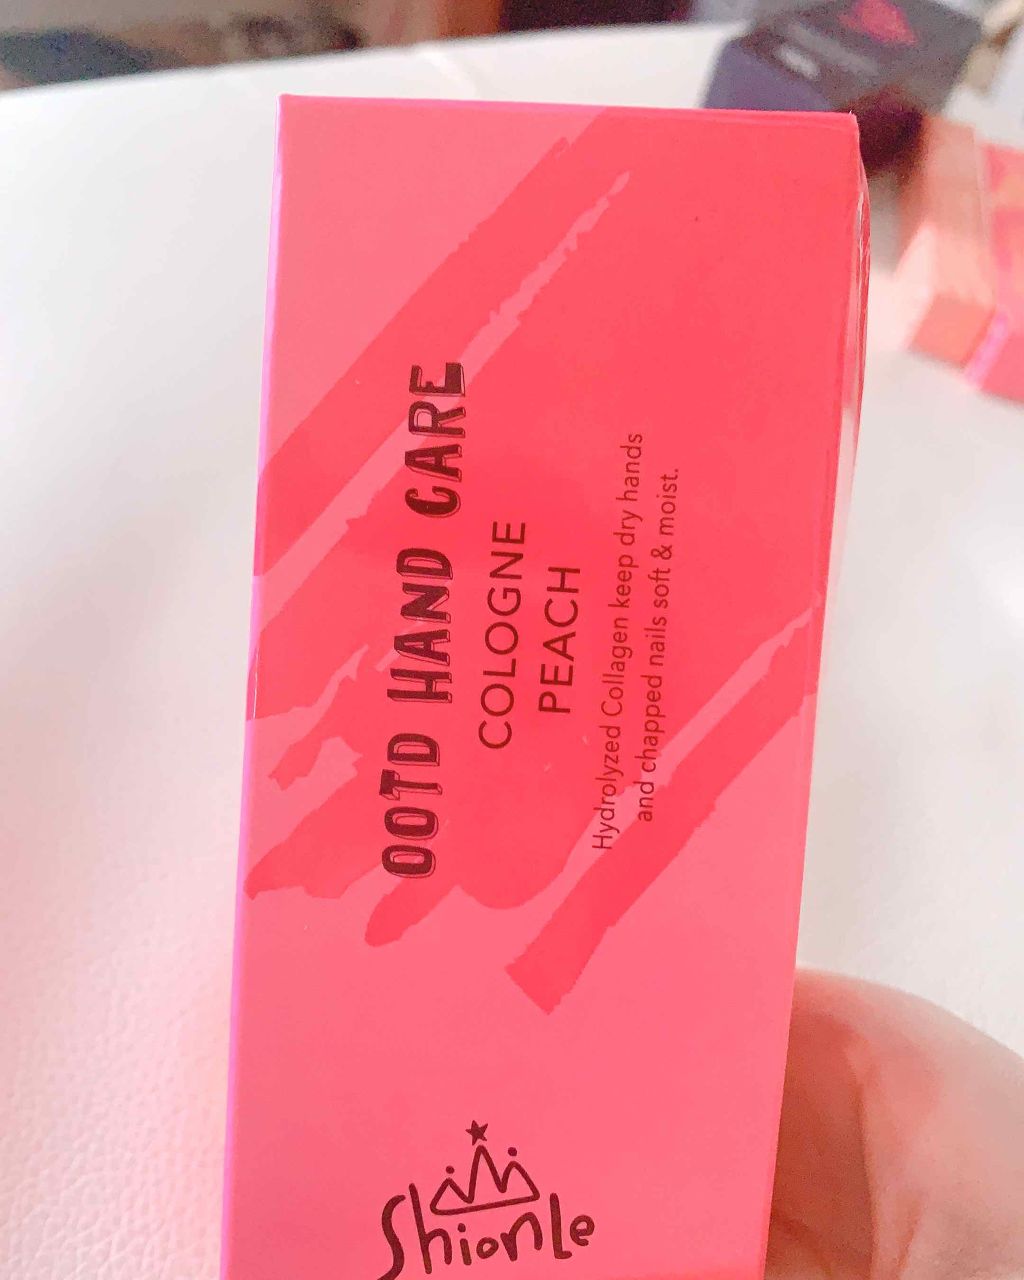 OOTD HAND CARE
COLOGNE
PEACH
Hydrolyzed Collagen keep dry hands
and chapped nails soft & moist.
Shionle